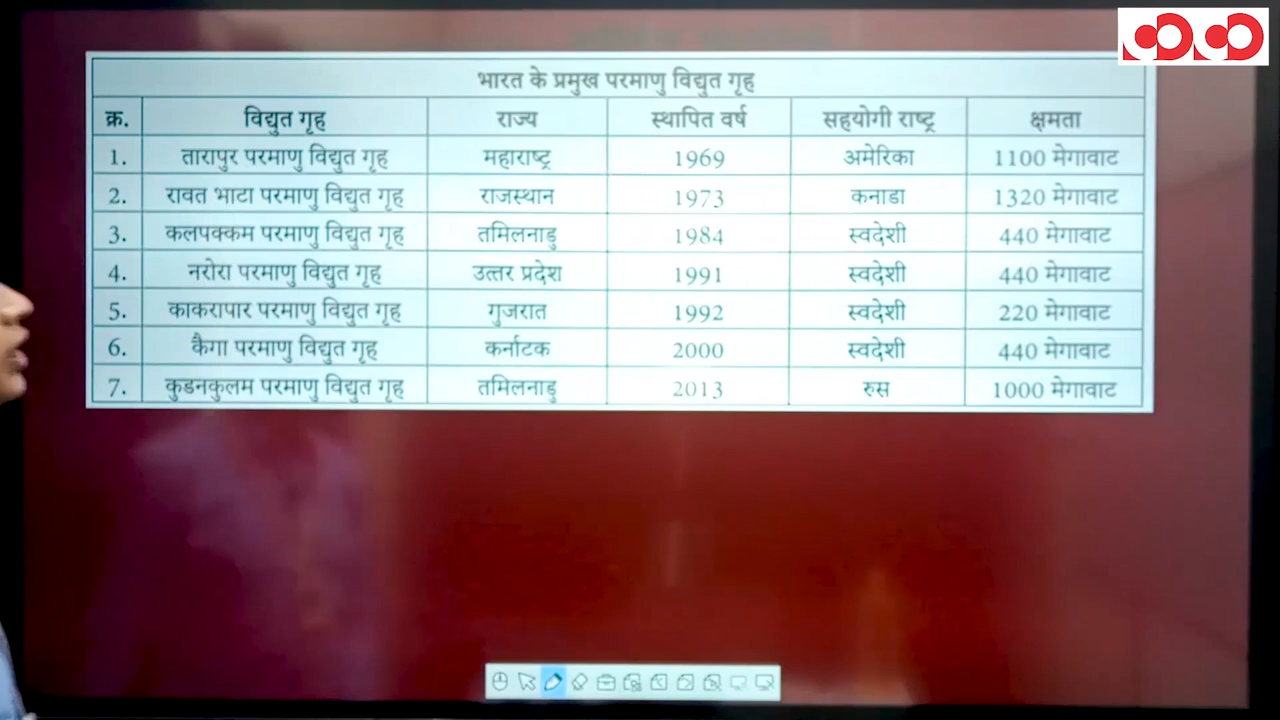 भारत के प्रमुख परमाणु विद्युत गृह
क्र. विद्युत गृह राज्य स्थापित वर्ष सहयोगी राष्ट्र क्षमता
1. तारापुर परमाणु विद्युत गृह महाराष्ट्र 1969 अमेरिका 1100 मेगावाट
2. रावत भाटा परमाणु विद्युत गृह राजस्थान 1973 कनाडा 1320 मेगावाट
3. कलपक्कम परमाणु विद्युत गृह तमिलनाडु 1984 स्वदेशी 440 मेगावाट
4. नरोरा परमाणु विद्युत गृह उत्तर प्रदेश 1991 स्वदेशी 440 मेगावाट
5. काकरापार परमाणु विद्युत गृह गुजरात 1992 स्वदेशी 220 मेगावाट
6. कैगा परमाणु विद्युत गृह कर्नाटक 2000 स्वदेशी 440 मेगावाट
7. कुडनकुलम परमाणु विद्युत गृह तमिलनाडु 2013 रुस 1000 मेगावाट